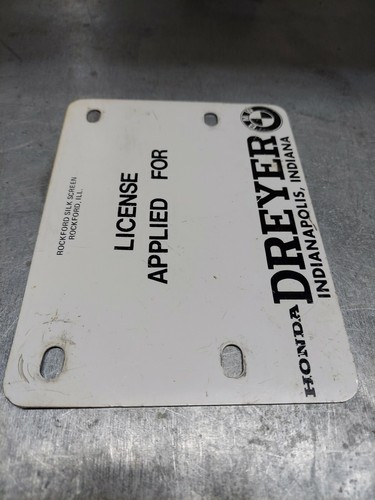 ROCKFORD SILK SCREEN
ROCKFORD, ILL.
LICENSE
APPLIED FOR
HONDA DREYER
INDIANAPOLIS, INDIANA